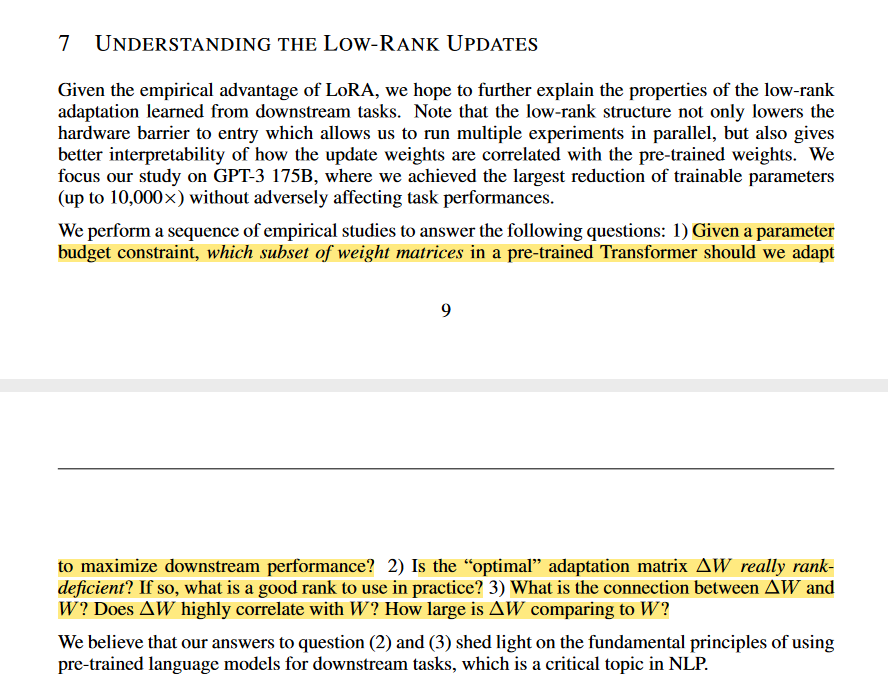 7 UNDERSTANDING THE LOW-RANK UPDATES
Given the empirical advantage of LoRA, we hope to further explain the properties of the low-rank
adaptation learned from downstream tasks. Note that the low-rank structure not only lowers the
hardware barrier to entry which allows us to run multiple experiments in parallel, but also gives
better interpretability of how the update weights are correlated with the pre-trained weights. We
focus our study on GPT-3 175B, where we achieved the largest reduction of trainable parameters
(up to 10,000×) without adversely affecting task performances.
We perform a sequence of empirical studies to answer the following questions: 1) Given a parameter
budget constraint, which subset of weight matrices in a pre-trained Transformer should we adapt
9
to maximize downstream performance? 2) Is the “optimal” adaptation matrix ΔW really rank-
deficient? If so, what is a good rank to use in practice? 3) What is the connection between ΔW and
W? Does ΔW highly correlate with W? How large is ΔW comparing to W?
We believe that our answers to question (2) and (3) shed light on the fundamental principles of using
pre-trained language models for downstream tasks, which is a critical topic in NLP.